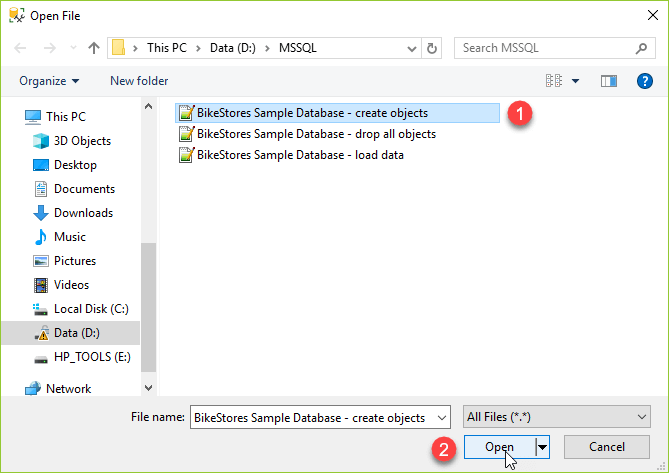 Open File
This PC > Data (D:) > MSSQL
Search MSSQL
Organize
New folder
?
This PC
3D Objects
Desktop
Documents
Downloads
Music
Pictures
Videos
Local Disk (C:)
Data (D:)
HP_TOOLS (E:)
Network
BikeStores Sample Database - create objects
1
BikeStores Sample Database - drop all objects
BikeStores Sample Database - load data
File name: BikeStores Sample Database - create objects
All Files (*.*)
2
Open
Cancel